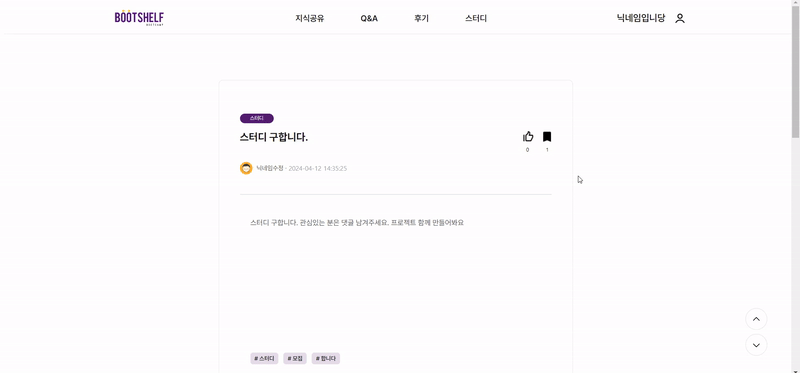 BOOTSHELF
BOOTCAMP
지식공유
Q&A
후기
스터디
닉네임입니당
스터디
스터디 구합니다.
0
1
닉네임수정 · 2024-04-12 14:35:25
스터디 구합니다. 관심있는 분은 댓글 남겨주세요. 프로젝트 함께 만들어봐요
# 스터디
# 모집
# 합니다